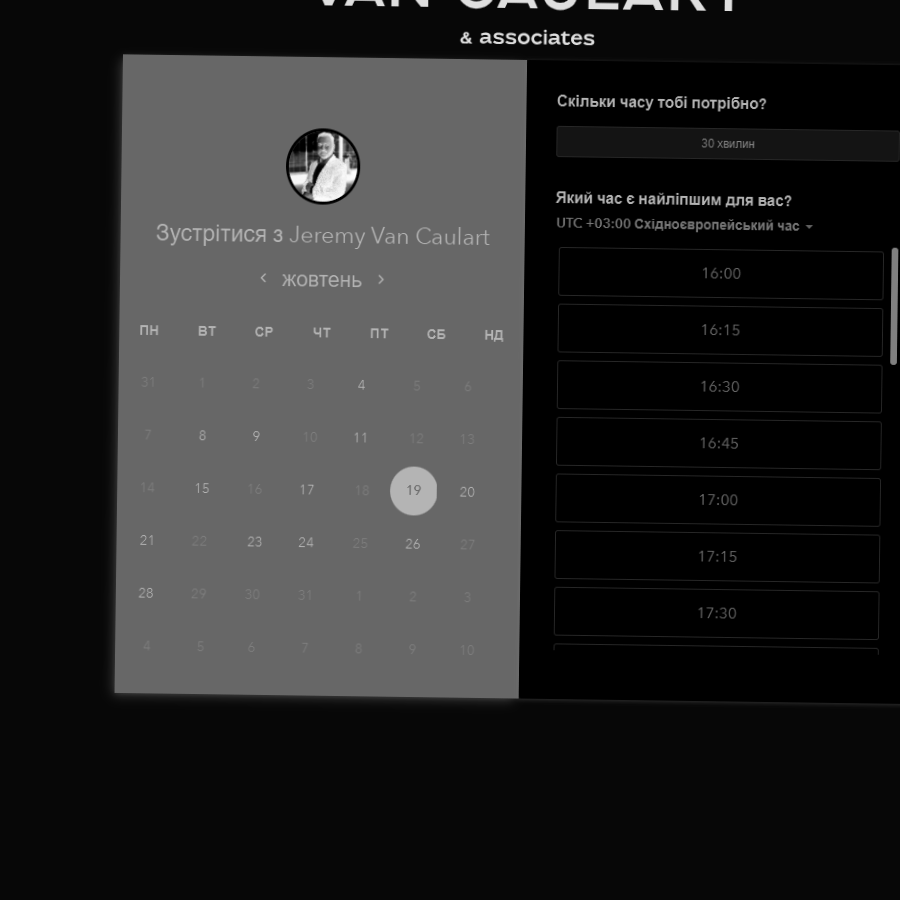 VAN CAULART
& associates
Зустрітися з Jeremy Van Caulart
жовтень
ПН ВТ СР ЧТ ПТ СБ НД
31 1 2 3 4 5 6
7 8 9 10 11 12 13
14 15 16 17 18 19 20
21 22 23 24 25 26 27
28 29 30 31 1 2 3
4 5 6 7 8 9 10
Скільки часу тобі потрібно?
30 хвилин
Який час є найліпшим для вас?
UTC +03:00 Східноєвропейський час
16:00
16:15
16:30
16:45
17:00
17:15
17:30